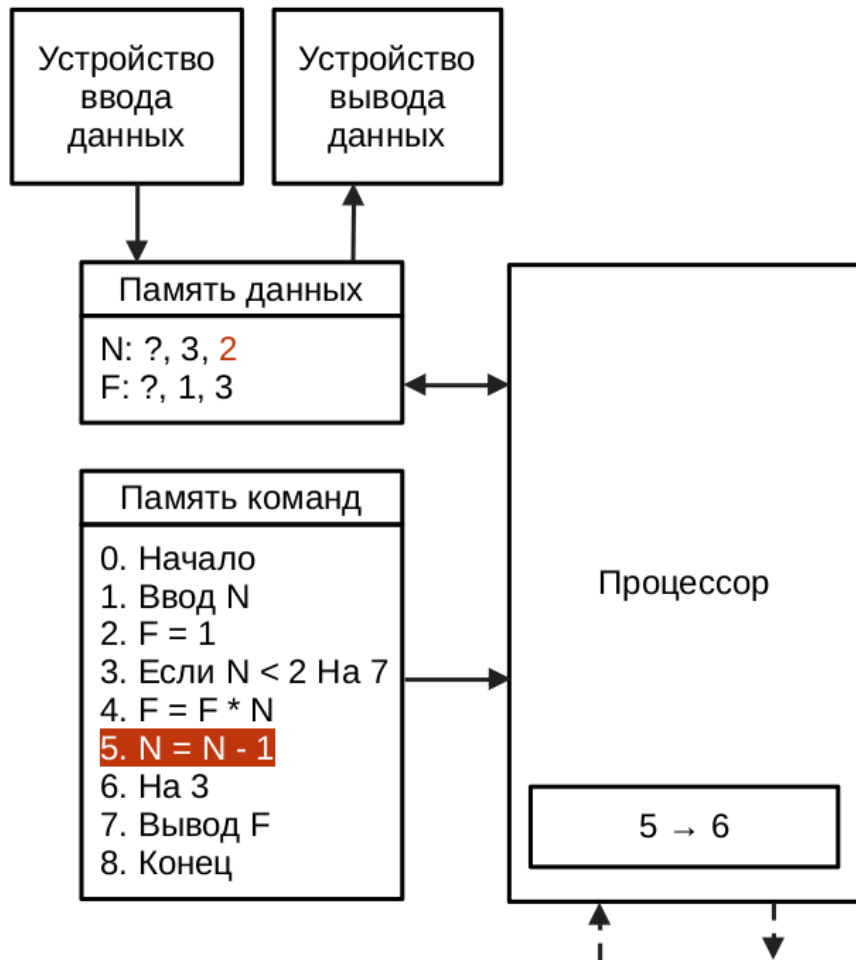 Устройство
ввода
данных
Устройство
вывода
данных
Память данных
N: ?, 3, 2
F: ?, 1, 3
Память команд
0. Начало
1. Ввод N
2. F = 1
3. Если N < 2 На 7
4. F = F * N
5. N = N - 1
6. На 3
7. Вывод F
8. Конец
Процессор
5 → 6